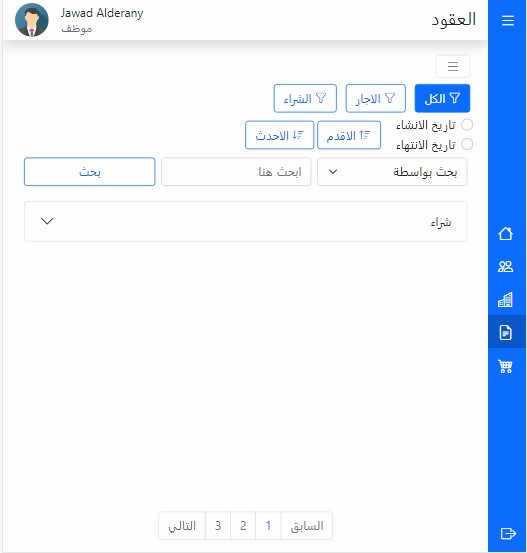 العقود
Jawad Alderany
موظف
الكل
الاجار
الشراء
تاريخ الانشاء
تاريخ الانتهاء
الاقدم
الاحدث
بحث بواسطة
ابحث هنا
بحث
شراء
السابق 1 2 3 التالي